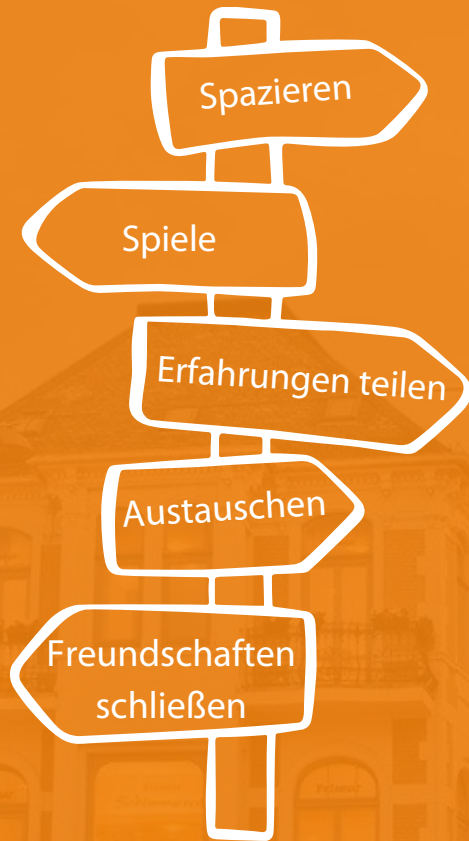 Spazieren
Spiele
Erfahrungen teilen
Austauschen
Freundschaften
schließen